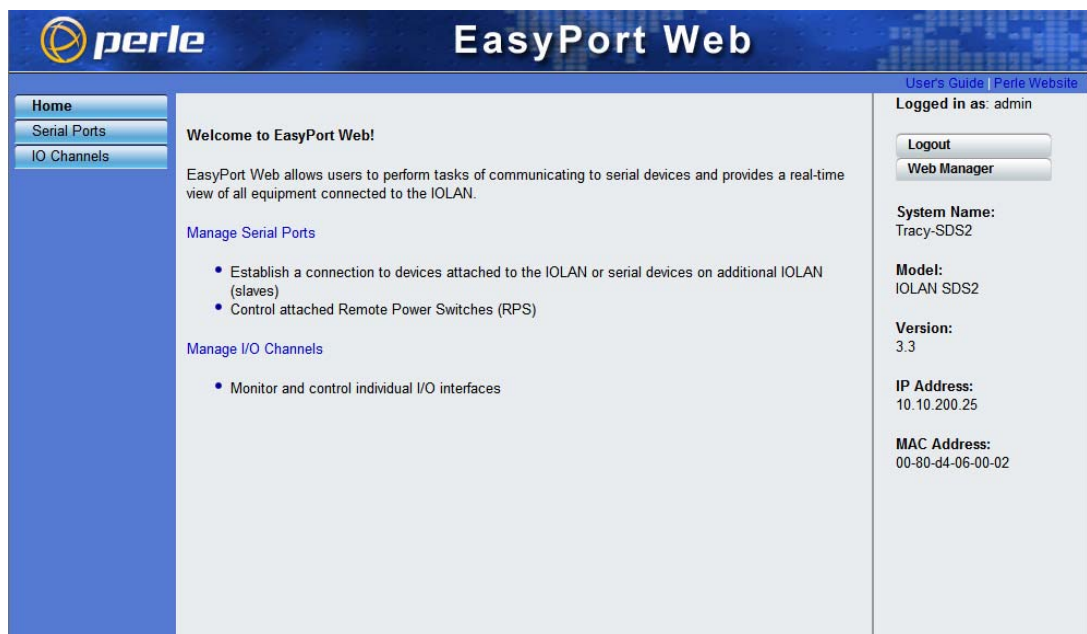 perle
EasyPort Web
User's Guide | Perle Website
Home
Serial Ports
IO Channels
Welcome to EasyPort Web!
EasyPort Web allows users to perform tasks of communicating to serial devices and provides a real-time
view of all equipment connected to the IOLAN.
Manage Serial Ports
• Establish a connection to devices attached to the IOLAN or serial devices on additional IOLAN
(slaves)
• Control attached Remote Power Switches (RPS)
Manage I/O Channels
• Monitor and control individual I/O interfaces
Logged in as: admin
Logout
Web Manager
System Name:
Tracy-SDS2
Model:
IOLAN SDS2
Version:
3.3
IP Address:
10.10.200.25
MAC Address:
00-80-d4-06-00-02